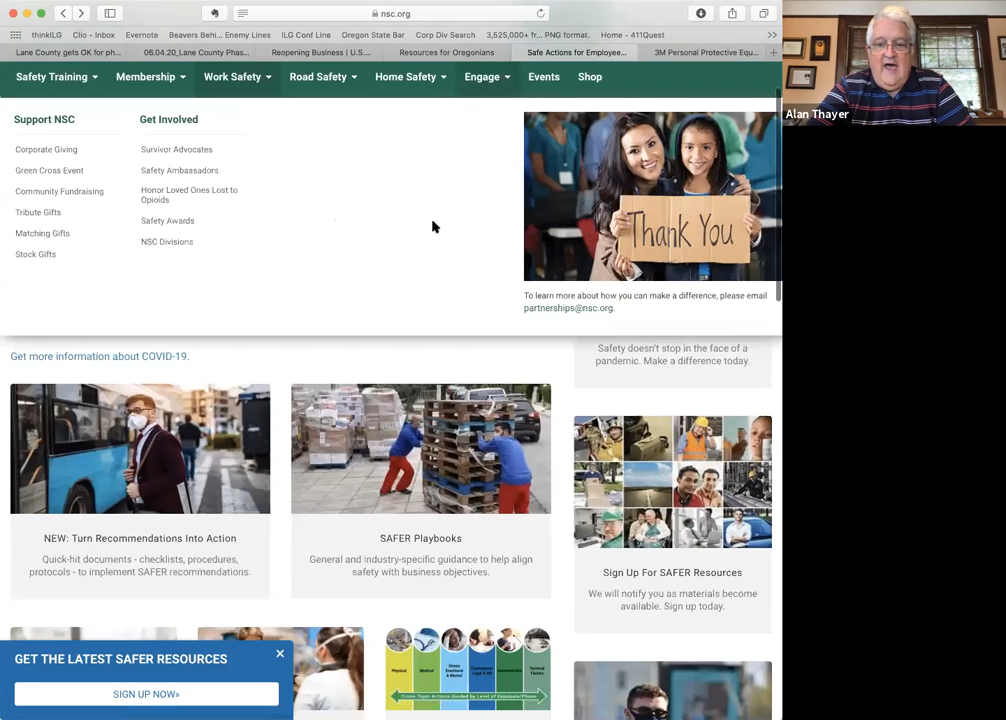 nsc.org
thinkILG Clio - Inbox Evernote Beavers Behi... Enemy Lines ILG Conf Line Oregon State Bar Corp Div Search 3,525,000+ fr... PNG format. Home - 411Quest
Lane County gets OK for ph... 06.04.20_Lane County Phas... Reopening Business | U.S.... Resources for Oregonians Safe Actions for Employee... 3M Personal Protective Equ...
Safety Training Membership Work Safety Road Safety Home Safety Engage Events Shop
Alan Thayer
Support NSC
Corporate Giving
Green Cross Event
Community Fundraising
Tribute Gifts
Matching Gifts
Stock Gifts
Get Involved
Survivor Advocates
Safety Ambassadors
Honor Loved Ones Lost to
Opioids
Safety Awards
NSC Divisions
Thank You
To learn more about how you can make a difference, please email
partnerships@nsc.org.
Get more information about COVID-19.
Safety doesn't stop in the face of a
pandemic. Make a difference today.
NEW: Turn Recommendations Into Action
Quick-hit documents - checklists, procedures,
protocols - to implement SAFER recommendations.
SAFER Playbooks
General and industry-specific guidance to help align
safety with business objectives.
Sign Up For SAFER Resources
We will notify you as materials become
available. Sign up today.
GET THE LATEST SAFER RESOURCES
SIGN UP NOW»
Physical
Medical
Stress
Emotional
& Mental
External
Factors